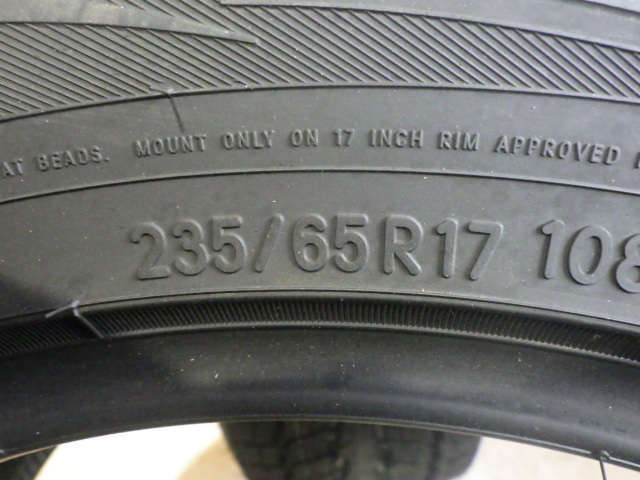 AT BEADS. MOUNT ONLY ON 17 INCH RIM APPROVED
235/65R17 108